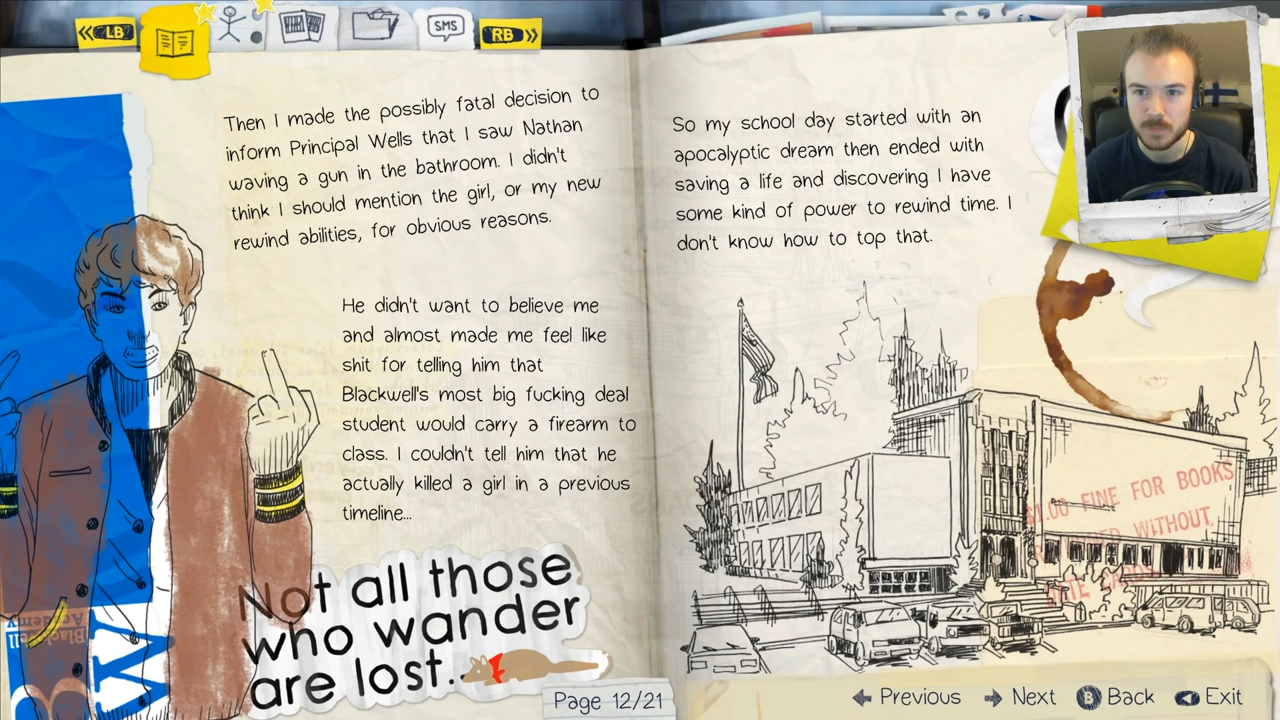 LB
SMS
RB
Then I made the possibly fatal decision to
inform Principal Wells that I saw Nathan
waving a gun in the bathroom. I didn't
think I should mention the girl, or my new
rewind abilities, for obvious reasons.
He didn't want to believe me
and almost made me feel like
shit for telling him that
Blackwell's most big fucking deal
student would carry a firearm to
class. I couldn't tell him that he
actually killed a girl in a previous
timeline...
Not all those
who wander
are lost.
So my school day started with an
apocalyptic dream then ended with
saving a life and discovering I have
some kind of power to rewind time. I
don't know how to top that.
$1.00 FINE FOR BOOKS
WITHOUT
Page 12/21
Previous
Next
B Back
Exit